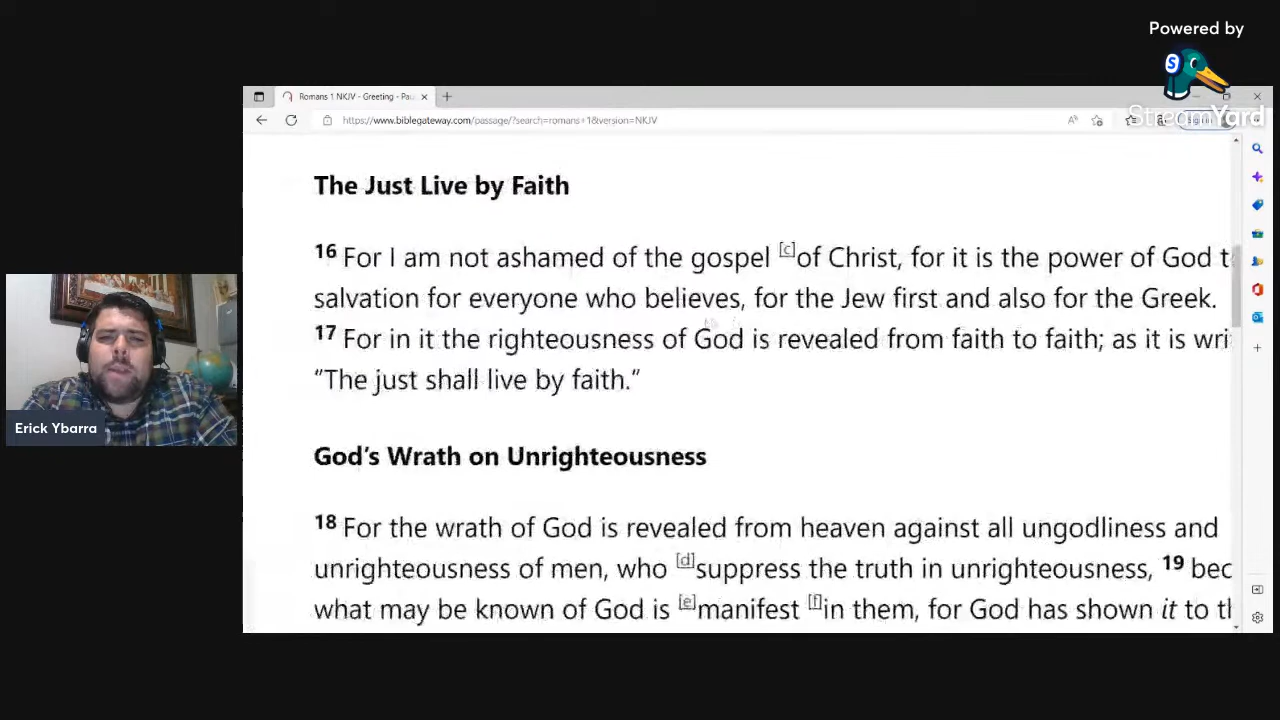 Powered by
StreamYard
Romans 1 NKJV - Greeting - Pau
https://www.biblegateway.com/passage/?search=romans+1&version=NKJV
The Just Live by Faith
16 For I am not ashamed of the gospel [c]of Christ, for it is the power of God t
salvation for everyone who believes, for the Jew first and also for the Greek.
17 For in it the righteousness of God is revealed from faith to faith; as it is wri
“The just shall live by faith.”
God’s Wrath on Unrighteousness
18 For the wrath of God is revealed from heaven against all ungodliness and
unrighteousness of men, who [d]suppress the truth in unrighteousness, 19 bec
what may be known of God is [e]manifest [f]in them, for God has shown it to th
Erick Ybarra